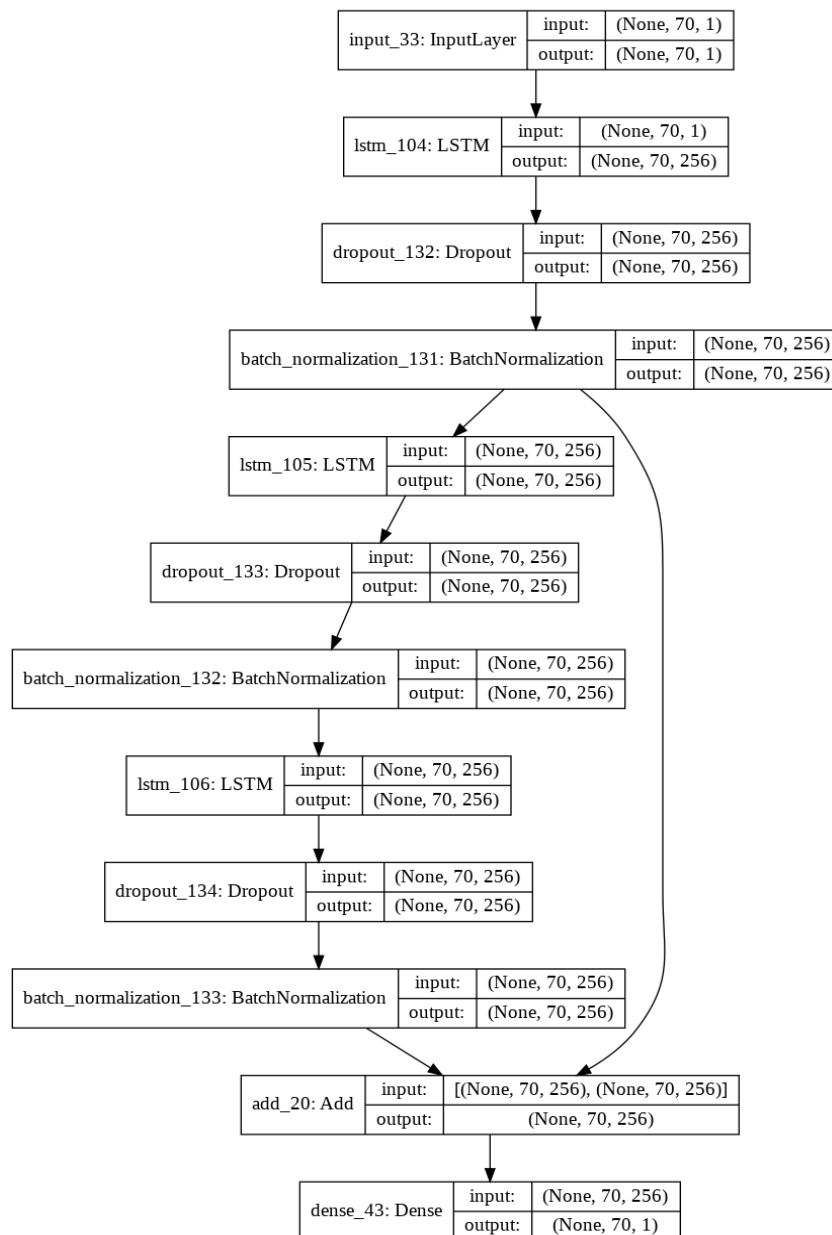 input_33: InputLayer
input: (None, 70, 1)
output: (None, 70, 1)
lstm_104: LSTM
input: (None, 70, 1)
output: (None, 70, 256)
dropout_132: Dropout
input: (None, 70, 256)
output: (None, 70, 256)
batch_normalization_131: BatchNormalization
input: (None, 70, 256)
output: (None, 70, 256)
lstm_105: LSTM
input: (None, 70, 256)
output: (None, 70, 256)
dropout_133: Dropout
input: (None, 70, 256)
output: (None, 70, 256)
batch_normalization_132: BatchNormalization
input: (None, 70, 256)
output: (None, 70, 256)
lstm_106: LSTM
input: (None, 70, 256)
output: (None, 70, 256)
dropout_134: Dropout
input: (None, 70, 256)
output: (None, 70, 256)
batch_normalization_133: BatchNormalization
input: (None, 70, 256)
output: (None, 70, 256)
add_20: Add
input: [(None, 70, 256), (None, 70, 256)]
output: (None, 70, 256)
dense_43: Dense
input: (None, 70, 256)
output: (None, 70, 1)